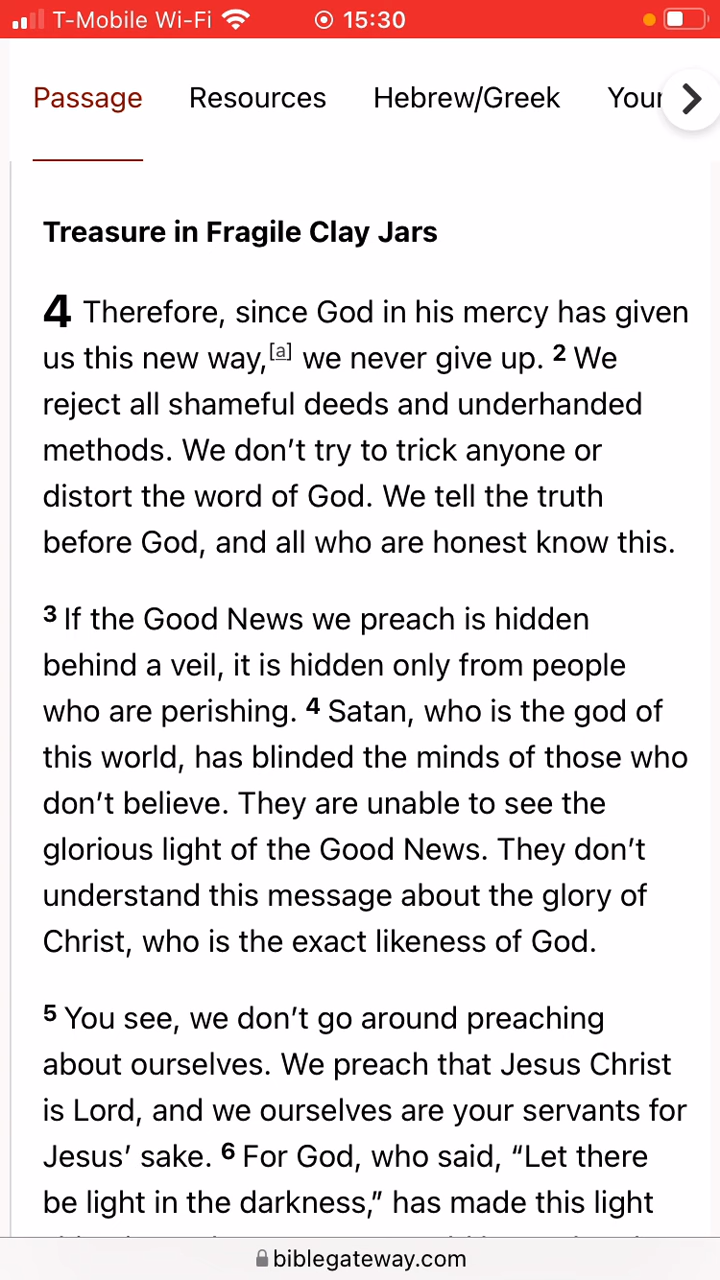 T-Mobile Wi-Fi 15:30
Passage Resources Hebrew/Greek Your
Treasure in Fragile Clay Jars
4 Therefore, since God in his mercy has given
us this new way,[a] we never give up. 2 We
reject all shameful deeds and underhanded
methods. We don’t try to trick anyone or
distort the word of God. We tell the truth
before God, and all who are honest know this.
3 If the Good News we preach is hidden
behind a veil, it is hidden only from people
who are perishing. 4 Satan, who is the god of
this world, has blinded the minds of those who
don’t believe. They are unable to see the
glorious light of the Good News. They don’t
understand this message about the glory of
Christ, who is the exact likeness of God.
5 You see, we don’t go around preaching
about ourselves. We preach that Jesus Christ
is Lord, and we ourselves are your servants for
Jesus’ sake. 6 For God, who said, “Let there
be light in the darkness,” has made this light
biblegateway.com